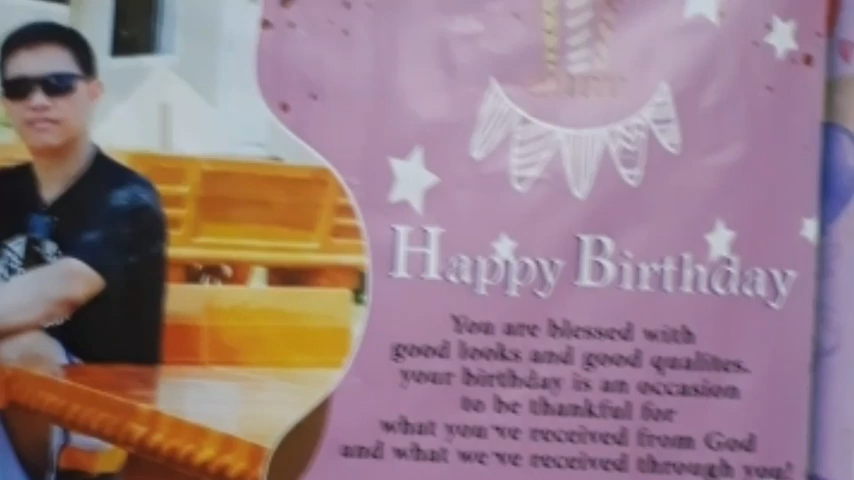 Happy Birthday
You are blessed with
good looks and good qualites.
your birthday is an occasion
to be thankful for
what you've received from God
and what we've received through you!